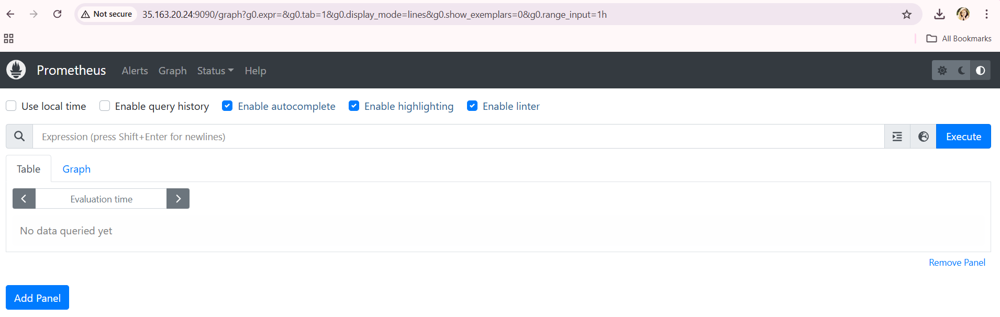 Not secure 35.163.20.24:9090/graph?g0.expr=&g0.tab=1&g0.display_mode=lines&g0.show_exemplars=0&g0.range_input=1h
All Bookmarks
Prometheus Alerts Graph Status Help
Use local time Enable query history Enable autocomplete Enable highlighting Enable linter
Expression (press Shift+Enter for newlines) Execute
Table Graph
Evaluation time
No data queried yet
Remove Panel
Add Panel